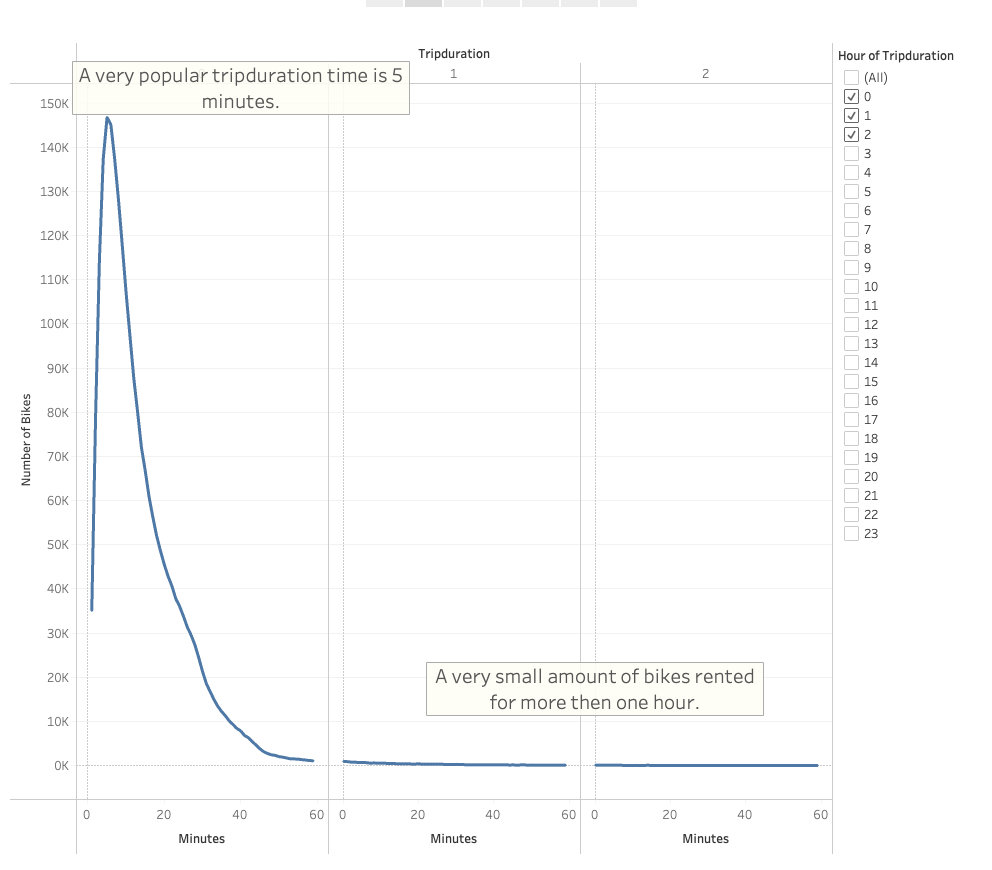 Tripduration
A very popular tripduration time is 5
minutes.
1
2
150K
140K
130K
120K
110K
100K
90K
80K
70K
60K
50K
40K
30K
20K
10K
0K
Number of Bikes
A very small amount of bikes rented
for more then one hour.
0 20 40 60 0 20 40 60 0 20 40 60
Minutes Minutes Minutes
Hour of Tripduration
(All)
0
1
2
3
4
5
6
7
8
9
10
11
12
13
14
15
16
17
18
19
20
21
22
23